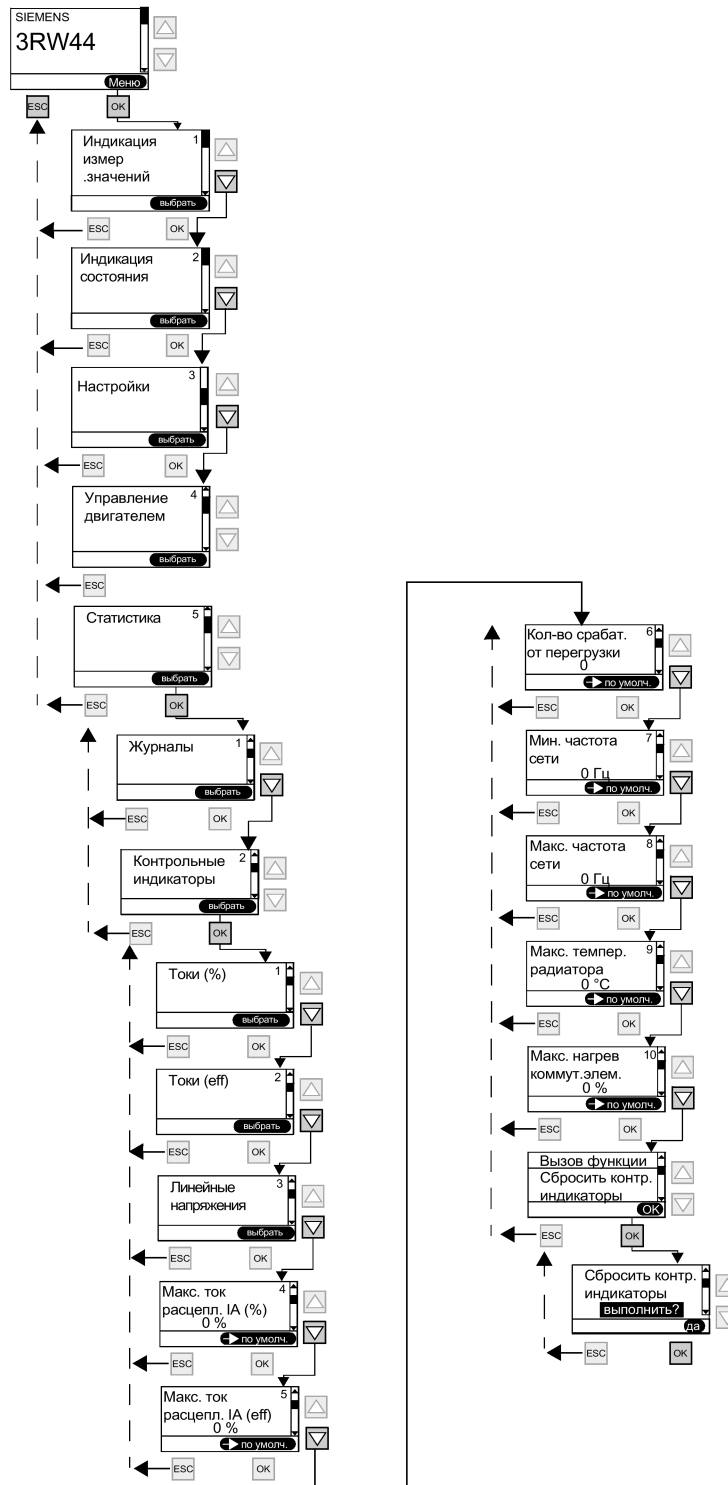 SIEMENS
3RW44
Меню
ESC
OK
Индикация
измер
.значений
1
выбрать
ESC
OK
Индикация
состояния
2
выбрать
ESC
OK
Настройки
3
выбрать
ESC
OK
Управление
двигателем
4
выбрать
ESC
Статистика
5
выбрать
ESC
OK
Журналы
1
выбрать
ESC
OK
Контрольные
индикаторы
2
выбрать
ESC
OK
Токи (%)
1
выбрать
ESC
OK
Токи (eff)
2
выбрать
ESC
OK
Линейные
напряжения
3
выбрать
ESC
OK
Макс. ток
расцепл. IA (%)
0 %
4
по умолч.
ESC
OK
Макс. ток
расцепл. IA (eff)
0 %
5
по умолч.
ESC
OK
Кол-во срабат.
от перегрузки
0
6
по умолч.
ESC
OK
Мин. частота
сети
0 Гц
7
по умолч.
ESC
OK
Макс. частота
сети
0 Гц
8
по умолч.
ESC
OK
Макс. темпер.
радиатора
0 °C
9
по умолч.
ESC
OK
Макс. нагрев
коммут.элем.
0 %
10
по умолч.
ESC
OK
Вызов функции
Сбросить контр.
индикаторы
OK
ESC
OK
Сбросить контр.
индикаторы
выполнить?
да
ESC
OK